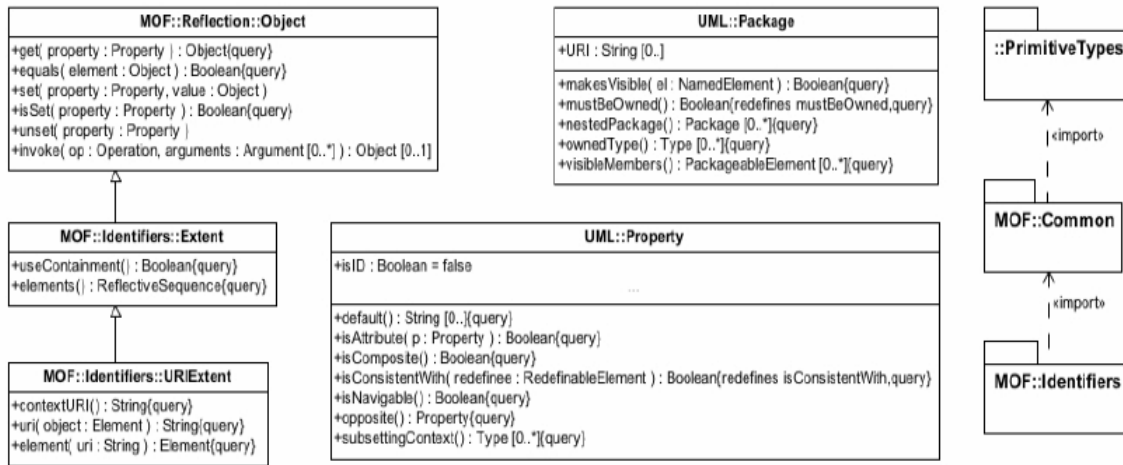 MOF::Reflection::Object
+get( property : Property ) : Object{query}
+equals( element : Object ) : Boolean{query}
+set( property : Property, value : Object )
+isSet( property : Property ) : Boolean{query}
+unset( property : Property )
+invoke( op : Operation, arguments : Argument [0..*] ) : Object [0..1]
MOF::Identifiers::Extent
+useContainment() : Boolean{query}
+elements() : ReflectiveSequence{query}
MOF::Identifiers::URIExtent
+contextURI() : String{query}
+uri( object : Element ) : String{query}
+element( uri : String ) : Element{query}
UML::Package
+URI : String [0..]
+makesVisible( el : NamedElement ) : Boolean{query}
+mustBeOwned() : Boolean{redefines mustBeOwned,query}
+nestedPackage() : Package [0..*]{query}
+ownedType() : Type [0..*]{query}
+visibleMembers() : PackageableElement [0..*]{query}
UML::Property
+isID : Boolean = false
...
+default() : String [0..]{query}
+isAttribute( p : Property ) : Boolean{query}
+isComposite() : Boolean{query}
+isConsistentWith( redefinee : RedefinableElement ) : Boolean{redefines isConsistentWith,query}
+isNavigable() : Boolean{query}
+opposite() : Property{query}
+subsettingContext() : Type [0..*]{query}
::PrimitiveTypes
«import»
MOF::Common
«import»
MOF::Identifiers